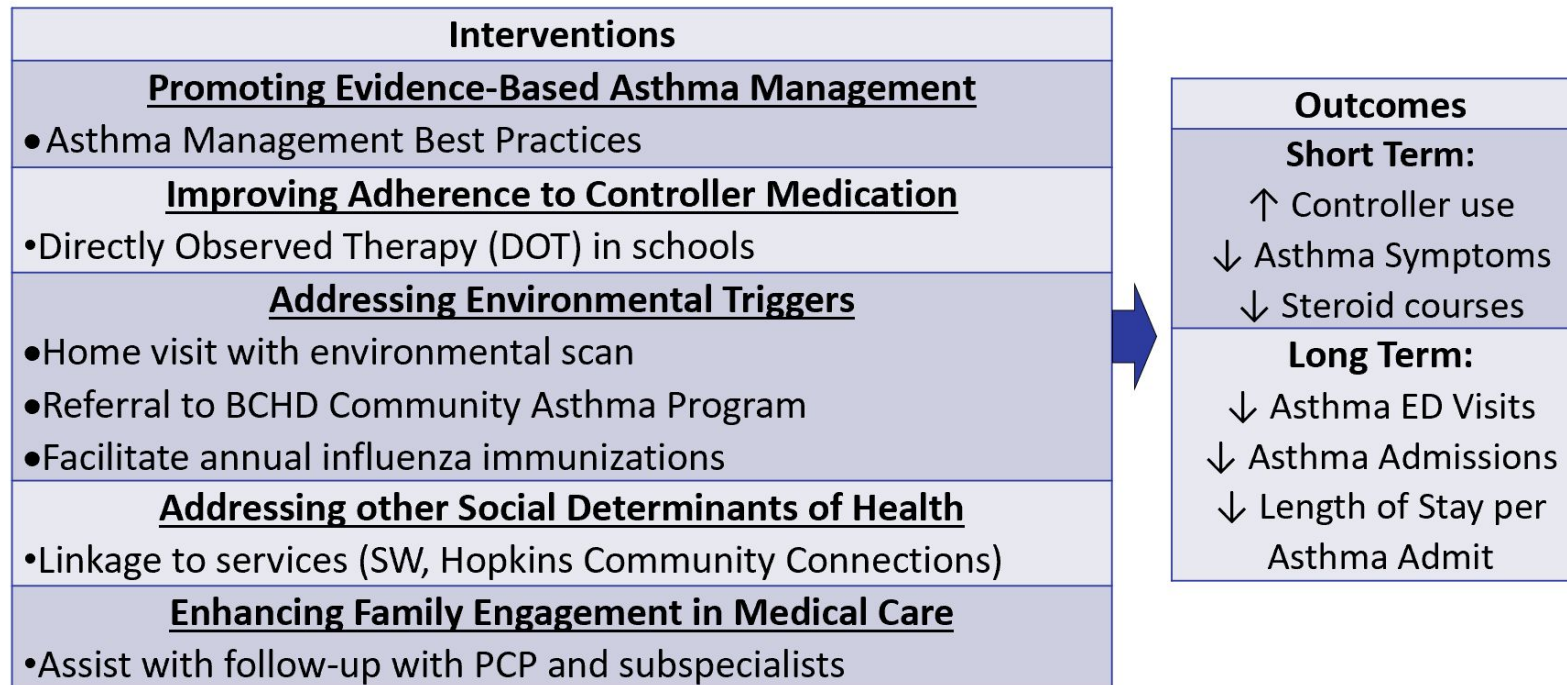 Interventions
Promoting Evidence-Based Asthma Management
•Asthma Management Best Practices
Improving Adherence to Controller Medication
•Directly Observed Therapy (DOT) in schools
Addressing Environmental Triggers
•Home visit with environmental scan
•Referral to BCHD Community Asthma Program
•Facilitate annual influenza immunizations
Addressing other Social Determinants of Health
•Linkage to services (SW, Hopkins Community Connections)
Enhancing Family Engagement in Medical Care
•Assist with follow-up with PCP and subspecialists
Outcomes
Short Term:
↑ Controller use
↓ Asthma Symptoms
↓ Steroid courses
Long Term:
↓ Asthma ED Visits
↓ Asthma Admissions
↓ Length of Stay per
Asthma Admit